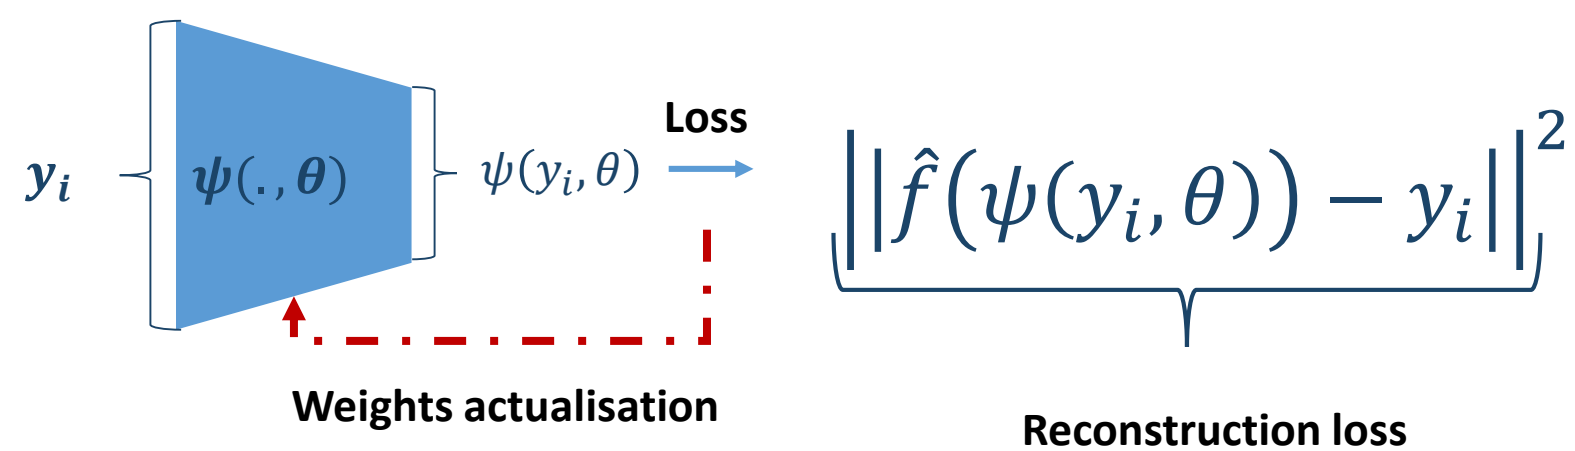 y_i
ψ(. , θ)
ψ(y_i, θ)
Loss
‖f̂(ψ(y_i, θ)) − y_i‖²
Weights actualisation
Reconstruction loss